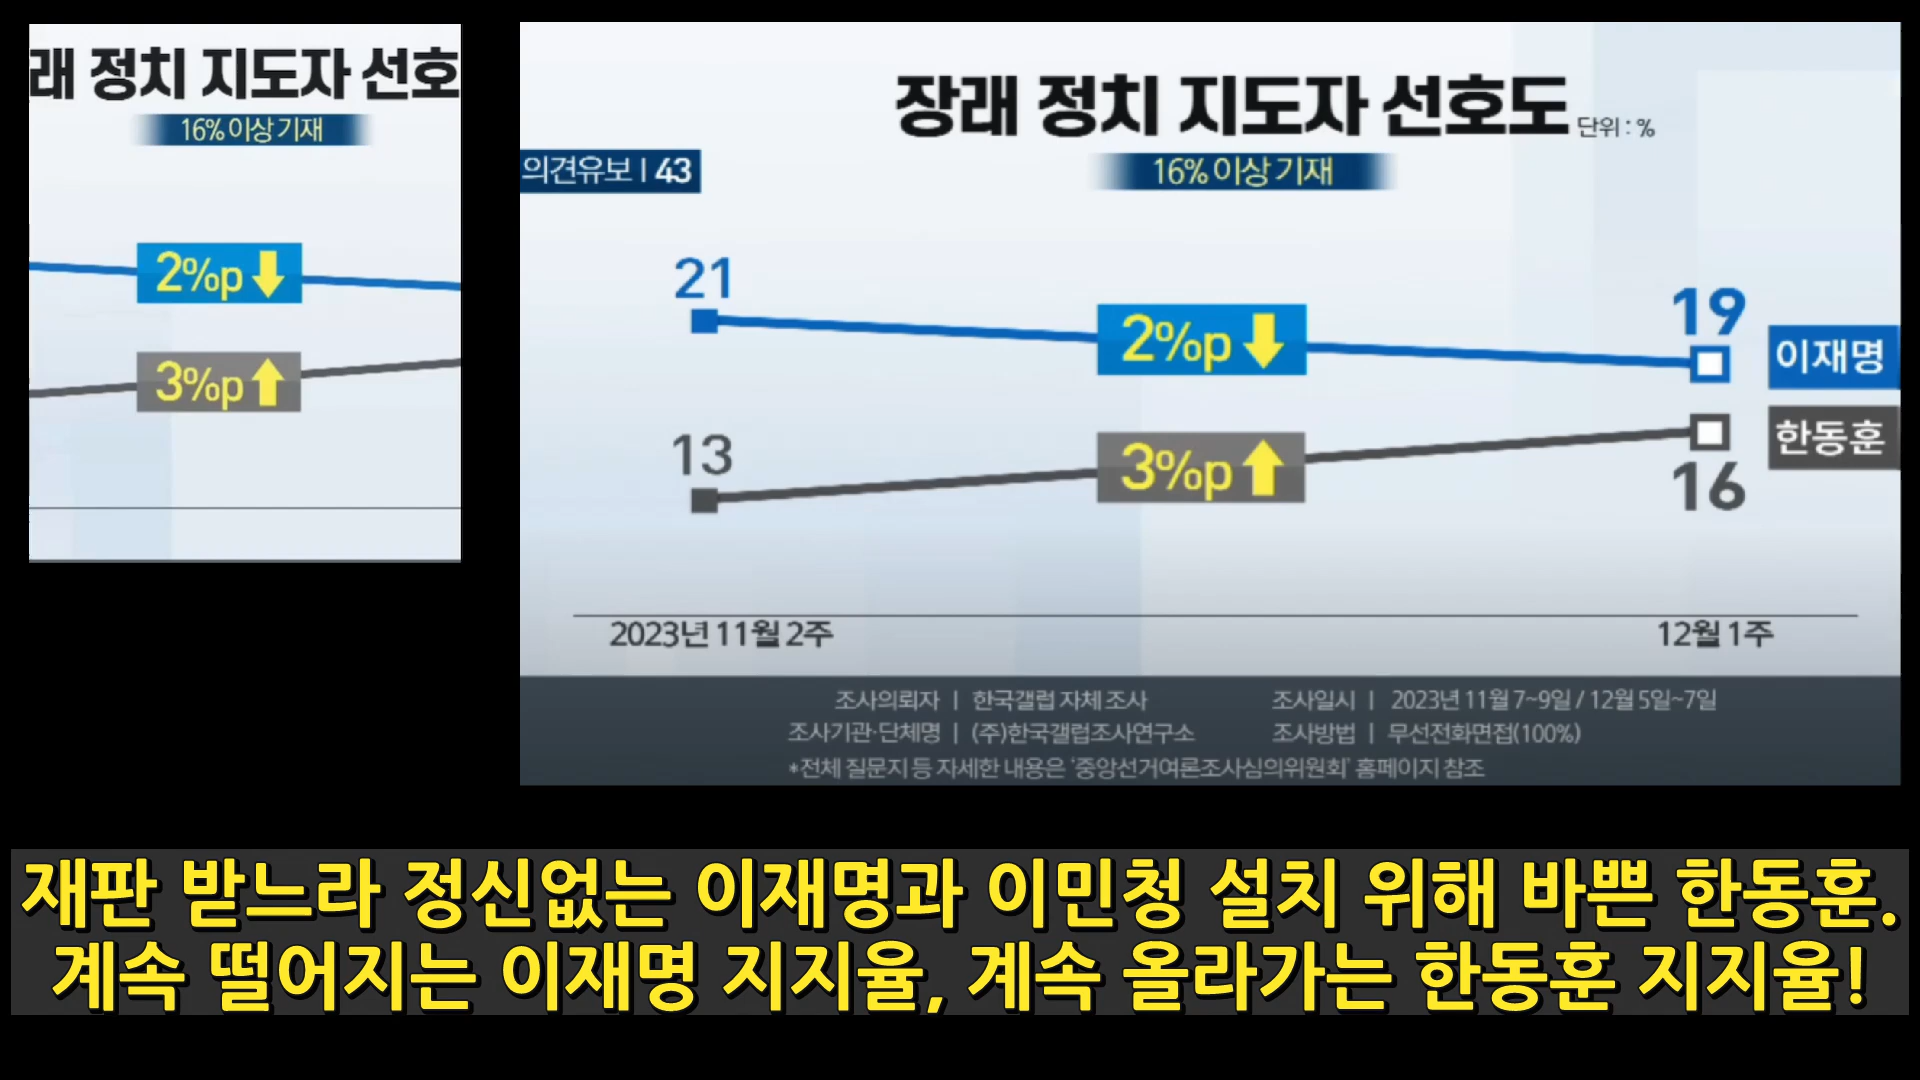 래 정치 지도자 선호
16% 이상 기재
2%p
3%p
장래 정치 지도자 선호도 단위 : %
16% 이상 기재
의견유보 | 43
21
2%p
19
이재명
13
3%p
16
한동훈
2023년 11월 2주
12월 1주
조사의뢰자 | 한국갤럽 자체 조사
조사일시 | 2023년 11월 7~9일 / 12월 5일~7일
조사기관·단체명 | (주)한국갤럽조사연구소
조사방법 | 무선전화면접(100%)
*전체 질문지 등 자세한 내용은 '중앙선거여론조사심의위원회' 홈페이지 참조
재판 받느라 정신없는 이재명과 이민청 설치 위해 바쁜 한동훈.
계속 떨어지는 이재명 지지율, 계속 올라가는 한동훈 지지율!